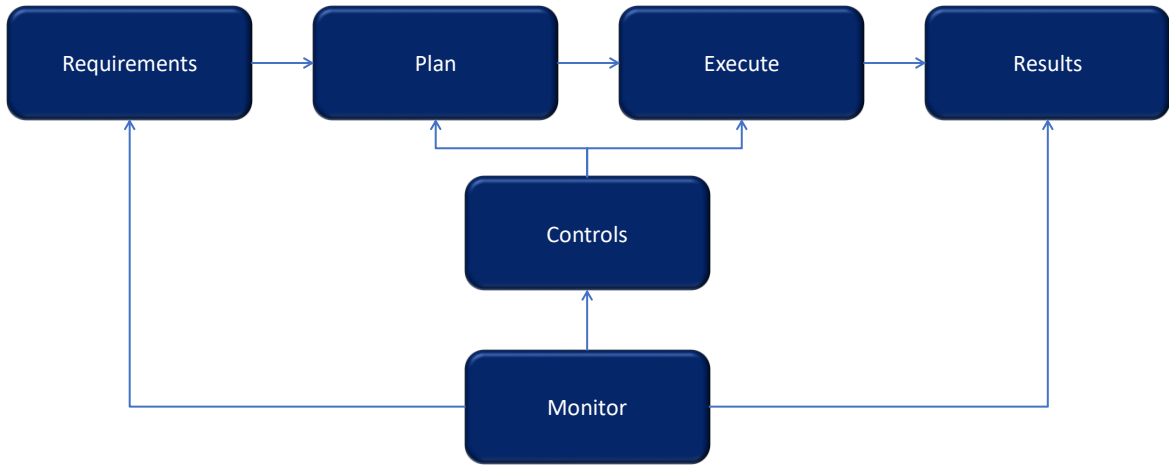 Requirements
Plan
Execute
Results
Controls
Monitor